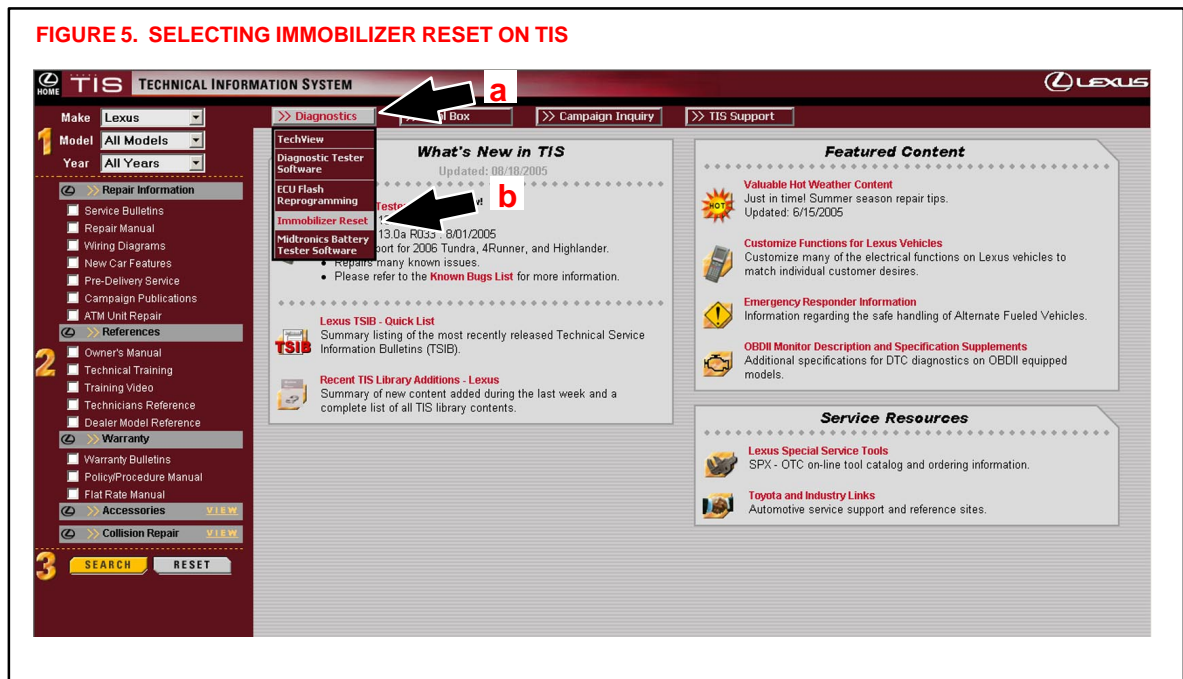 FIGURE 5. SELECTING IMMOBILIZER RESET ON TIS
HOME TIS TECHNICAL INFORMATION SYSTEM
LEXUS
a
>> Diagnostics
Box
>> Campaign Inquiry
>> TIS Support
1
Make Lexus
Model All Models
Year All Years
>> Repair Information
Service Bulletins
Repair Manual
Wiring Diagrams
New Car Features
Pre-Delivery Service
Campaign Publications
ATM Unit Repair
>> References
2
Owner's Manual
Technical Training
Training Video
Technicians Reference
Dealer Model Reference
>> Warranty
Warranty Bulletins
Policy/Procedure Manual
Flat Rate Manual
>> Accessories VIEW
>> Collision Repair VIEW
3
SEARCH RESET
TechView
Diagnostic Tester
Software
ECU Flash
Reprogramming
Immobilizer Reset
Midtronics Battery
Tester Software
b
What's New in TIS
Updated: 08/18/2005
13.0a R033 : 8/01/2005
for 2006 Tundra, 4Runner, and Highlander.
• Repairs many known issues.
• Please refer to the Known Bugs List for more information.
TSIB
Lexus TSIB - Quick List
Summary listing of the most recently released Technical Service
Information Bulletins (TSIB).
Recent TIS Library Additions - Lexus
Summary of new content added during the last week and a
complete list of all TIS library contents.
Featured Content
HOT
Valuable Hot Weather Content
Just in time! Summer season repair tips.
Updated: 6/15/2005
Customize Functions for Lexus Vehicles
Customize many of the electrical functions on Lexus vehicles to
match individual customer desires.
Emergency Responder Information
Information regarding the safe handling of Alternate Fueled Vehicles.
OBDII Monitor Description and Specification Supplements
Additional specifications for DTC diagnostics on OBDII equipped
models.
Service Resources
Lexus Special Service Tools
SPX - OTC on-line tool catalog and ordering information.
Toyota and Industry Links
Automotive service support and reference sites.